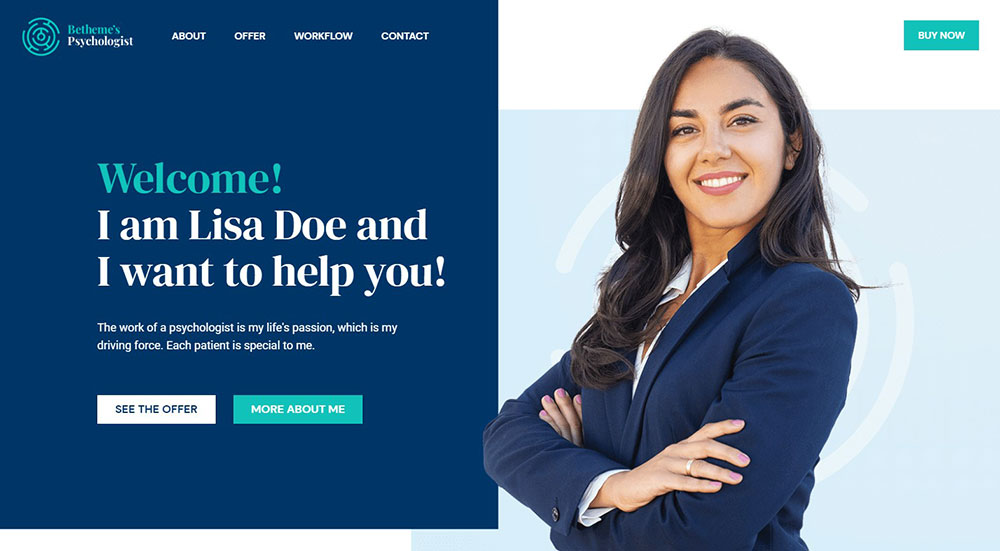 Betheme's
Psychologist
ABOUT OFFER WORKFLOW CONTACT
BUY NOW
Welcome!
I am Lisa Doe and
I want to help you!
The work of a psychologist is my life's passion, which is my
driving force. Each patient is special to me.
SEE THE OFFER MORE ABOUT ME